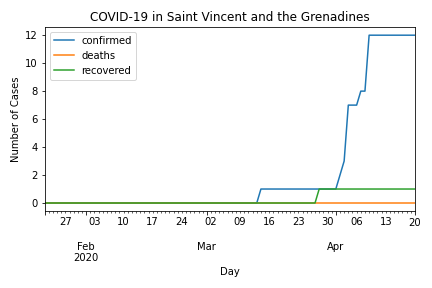 COVID-19 in Saint Vincent and the Grenadines
confirmed
deaths
recovered
Number of Cases
12
10
8
6
4
2
0
27 03 10 17 24 02 09 16 23 30 06 13 20
Feb Mar Apr
2020
Day